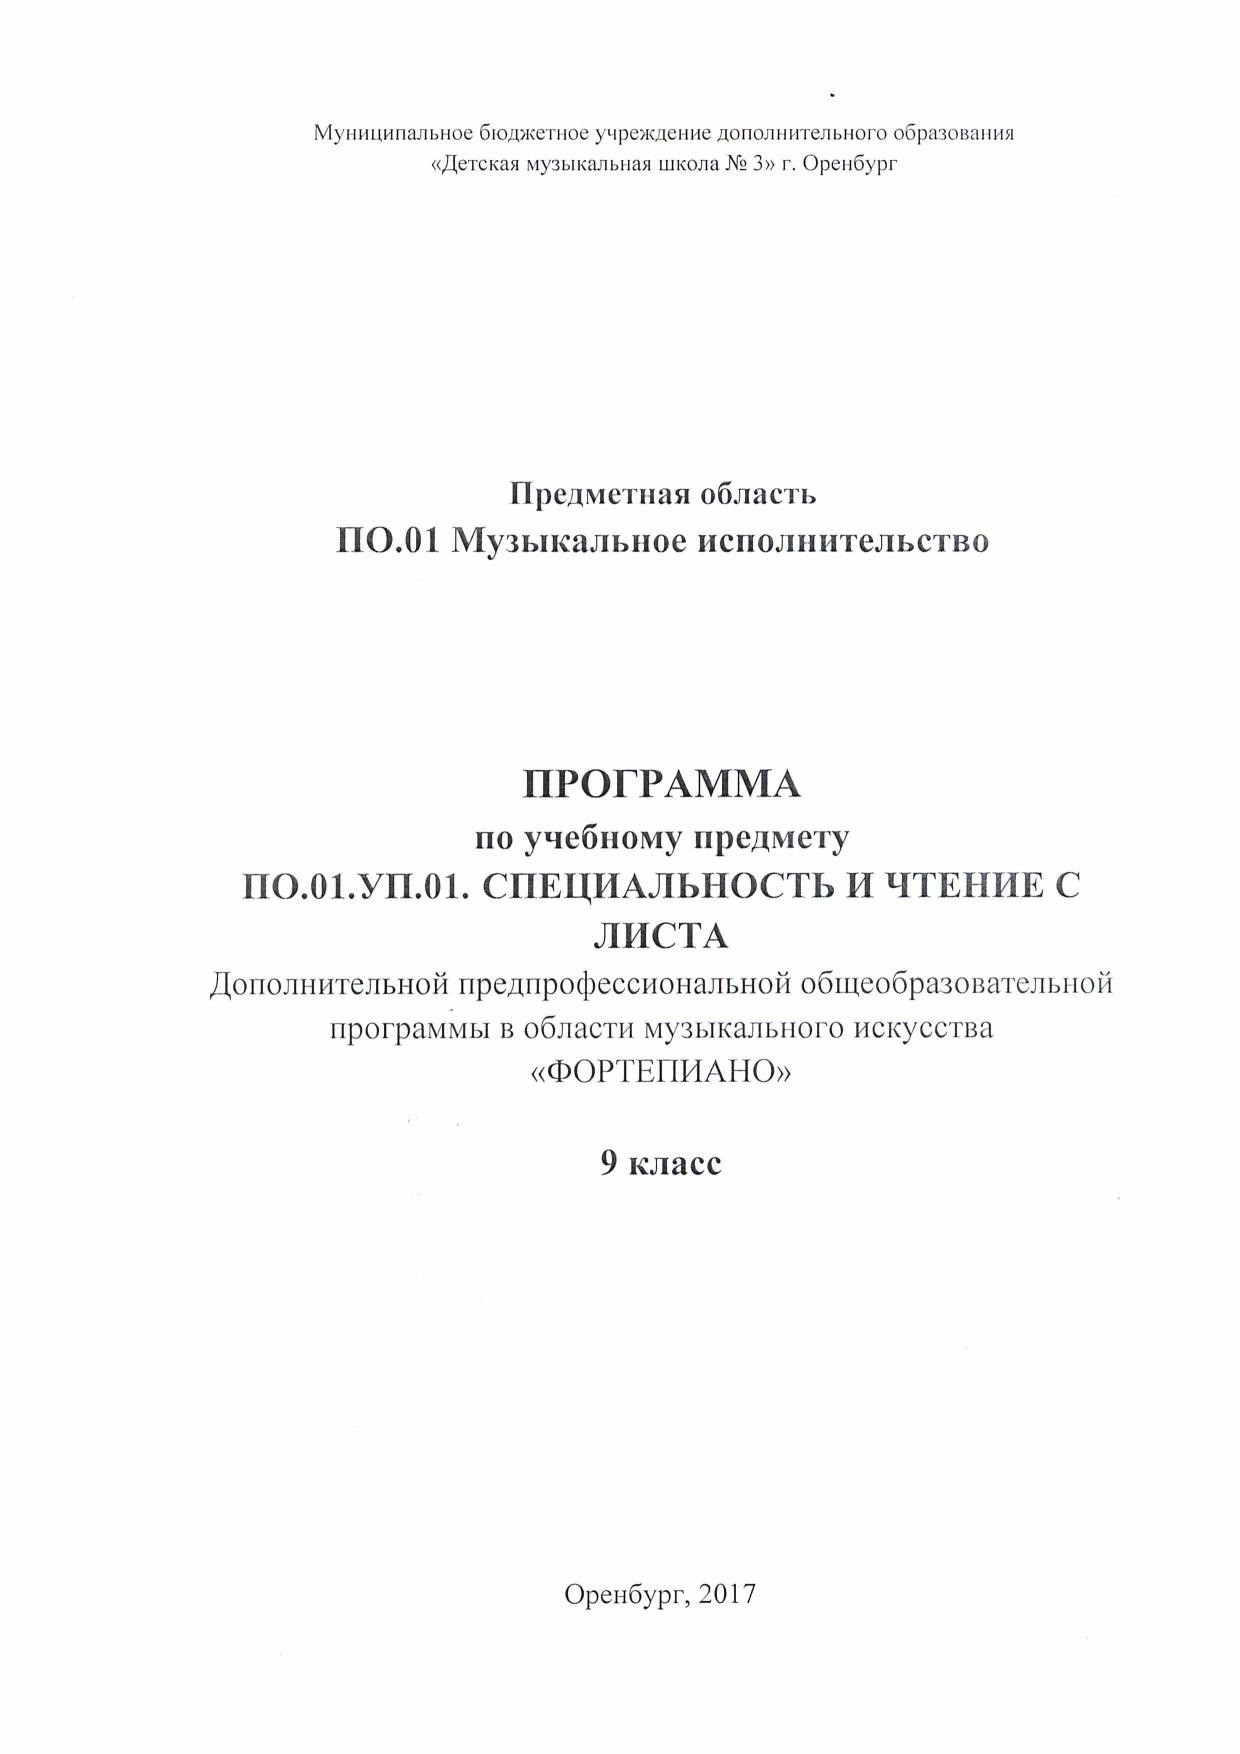 Муниципальное бюджетное учреждение дополнительного образования
«Детская музыкальная школа № 3» г. Оренбург
Предметная область
ПО.01 Музыкальное исполнительство
ПРОГРАММА
по учебному предмету
ПО.01.УП.01. СПЕЦИАЛЬНОСТЬ И ЧТЕНИЕ С
ЛИСТА
Дополнительной предпрофессиональной общеобразовательной
программы в области музыкального искусства
«ФОРТЕПИАНО»
9 класс
Оренбург, 2017